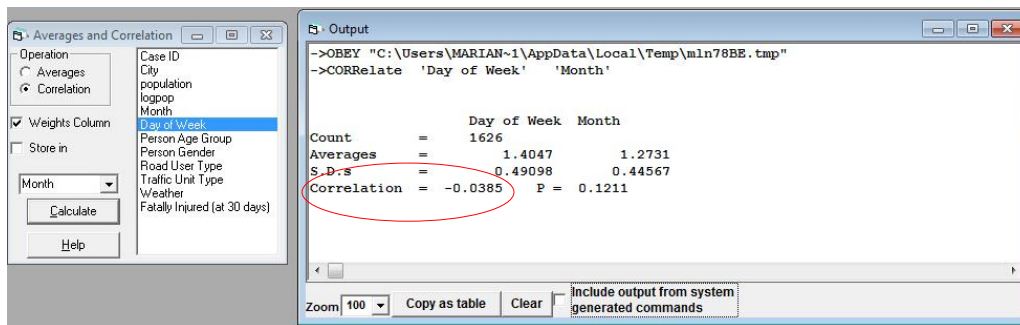 Averages and Correlation
Operation
Averages
Correlation
Weights Column
Store in
Month
Calculate
Help
Case ID
City
population
logpop
Month
Day of Week
Person Age Group
Person Gender
Road User Type
Traffic Unit Type
Weather
Fatally Injured (at 30 days)
Output
->OBEY "C:\Users\MARIAN~1\AppData\Local\Temp\mln78BE.tmp"
->CORRelate 'Day of Week' 'Month'
Day of Week Month
Count = 1626
Averages = 1.4047 1.2731
S.D.s = 0.49098 0.44567
Correlation = -0.0385 P = 0.1211
Zoom 100 Copy as table Clear Include output from system
generated commands